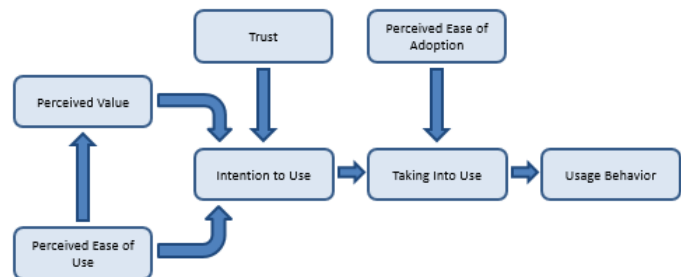 Trust
Perceived Ease of
Adoption
Perceived Value
Intention to Use
Taking Into Use
Usage Behavior
Perceived Ease of
Use